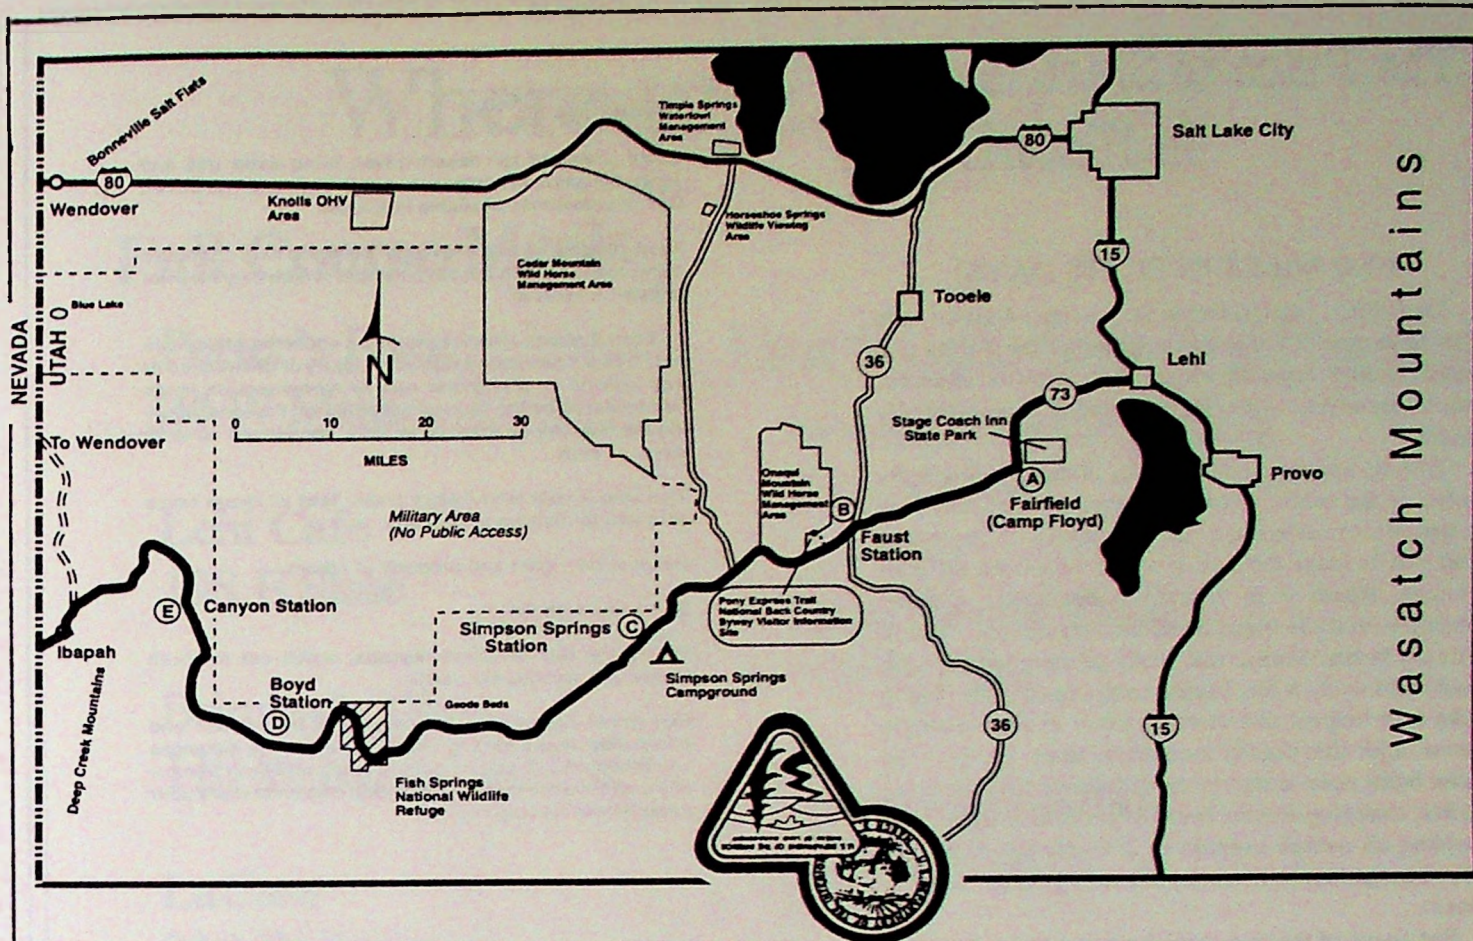 Bonneville Salt Flats
80
Wendover
Knolls OHV
Area
Timpie Springs
Waterfowl
Management
Area
80
Salt Lake City
Horseshoe Springs
Wildlife Viewing
Area
15
Cedar Mountain
Wild Horse
Management Area
Tooele
Blue Lake
NEVADA
UTAH
N
36
Lehi
73
Wasatch Mountains
To Wendover
0 10 20 30
MILES
Stage Coach Inn
State Park
Provo
A
Fairfield
(Camp Floyd)
Onaqui
Mountain
Wild Horse
Management
Area
B
Faust
Station
Military Area
(No Public Access)
E
Canyon Station
Simpson Springs
Station
C
Pony Express Trail
National Back Country
Byway Visitor Information
Site
Ibapah
Deep Creek Mountains
Simpson Springs
Campground
Boyd
Station
D
Geode Beds
36
15
Fish Springs
National Wildlife
Refuge